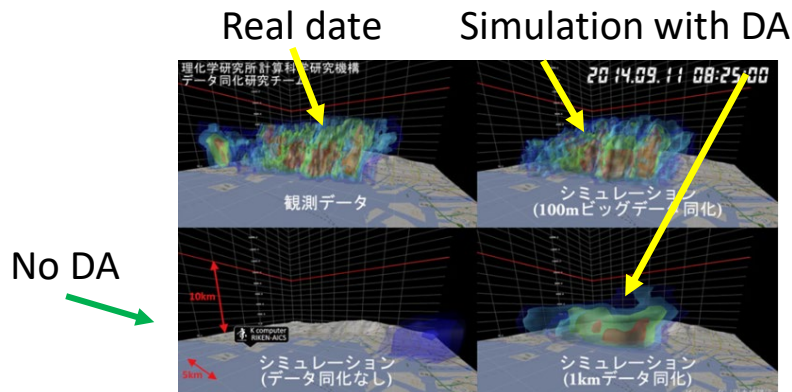 Real date
Simulation with DA
理化学研究所計算科学研究機構
データ同化研究チーム
2014.09.11 08:25:00
観測データ
シミュレーション
(100mビッグデータ同化)
No DA
10km
K computer
RIKEN-AICS
5km
シミュレーション
(データ同化なし)
シミュレーション
(1kmデータ同化)